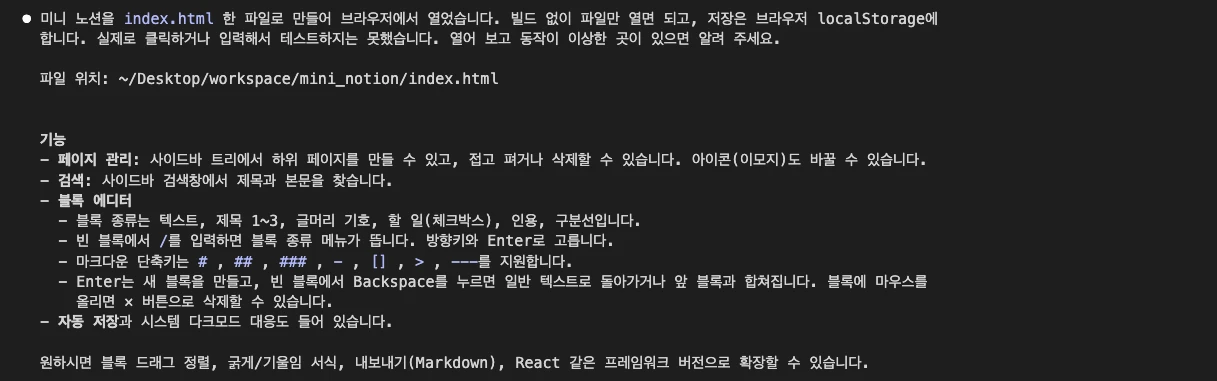 ● 미니 노션을 index.html 한 파일로 만들어 브라우저에서 열었습니다. 빌드 없이 파일만 열면 되고, 저장은 브라우저 localStorage에
합니다. 실제로 클릭하거나 입력해서 테스트하지는 못했습니다. 열어 보고 동작이 이상한 곳이 있으면 알려 주세요.
파일 위치: ~/Desktop/workspace/mini_notion/index.html
기능
- 페이지 관리: 사이드바 트리에서 하위 페이지를 만들 수 있고, 접고 펴거나 삭제할 수 있습니다. 아이콘(이모지)도 바꿀 수 있습니다.
- 검색: 사이드바 검색창에서 제목과 본문을 찾습니다.
- 블록 에디터
- 블록 종류는 텍스트, 제목 1~3, 글머리 기호, 할 일(체크박스), 인용, 구분선입니다.
- 빈 블록에서 /를 입력하면 블록 종류 메뉴가 뜹니다. 방향키와 Enter로 고릅니다.
- 마크다운 단축키는 # , ## , ### , - , [] , > , ---를 지원합니다.
- Enter는 새 블록을 만들고, 빈 블록에서 Backspace를 누르면 일반 텍스트로 돌아가거나 앞 블록과 합쳐집니다. 블록에 마우스를
올리면 × 버튼으로 삭제할 수 있습니다.
- 자동 저장과 시스템 다크모드 대응도 들어 있습니다.
원하시면 블록 드래그 정렬, 굵게/기울임 서식, 내보내기(Markdown), React 같은 프레임워크 버전으로 확장할 수 있습니다.